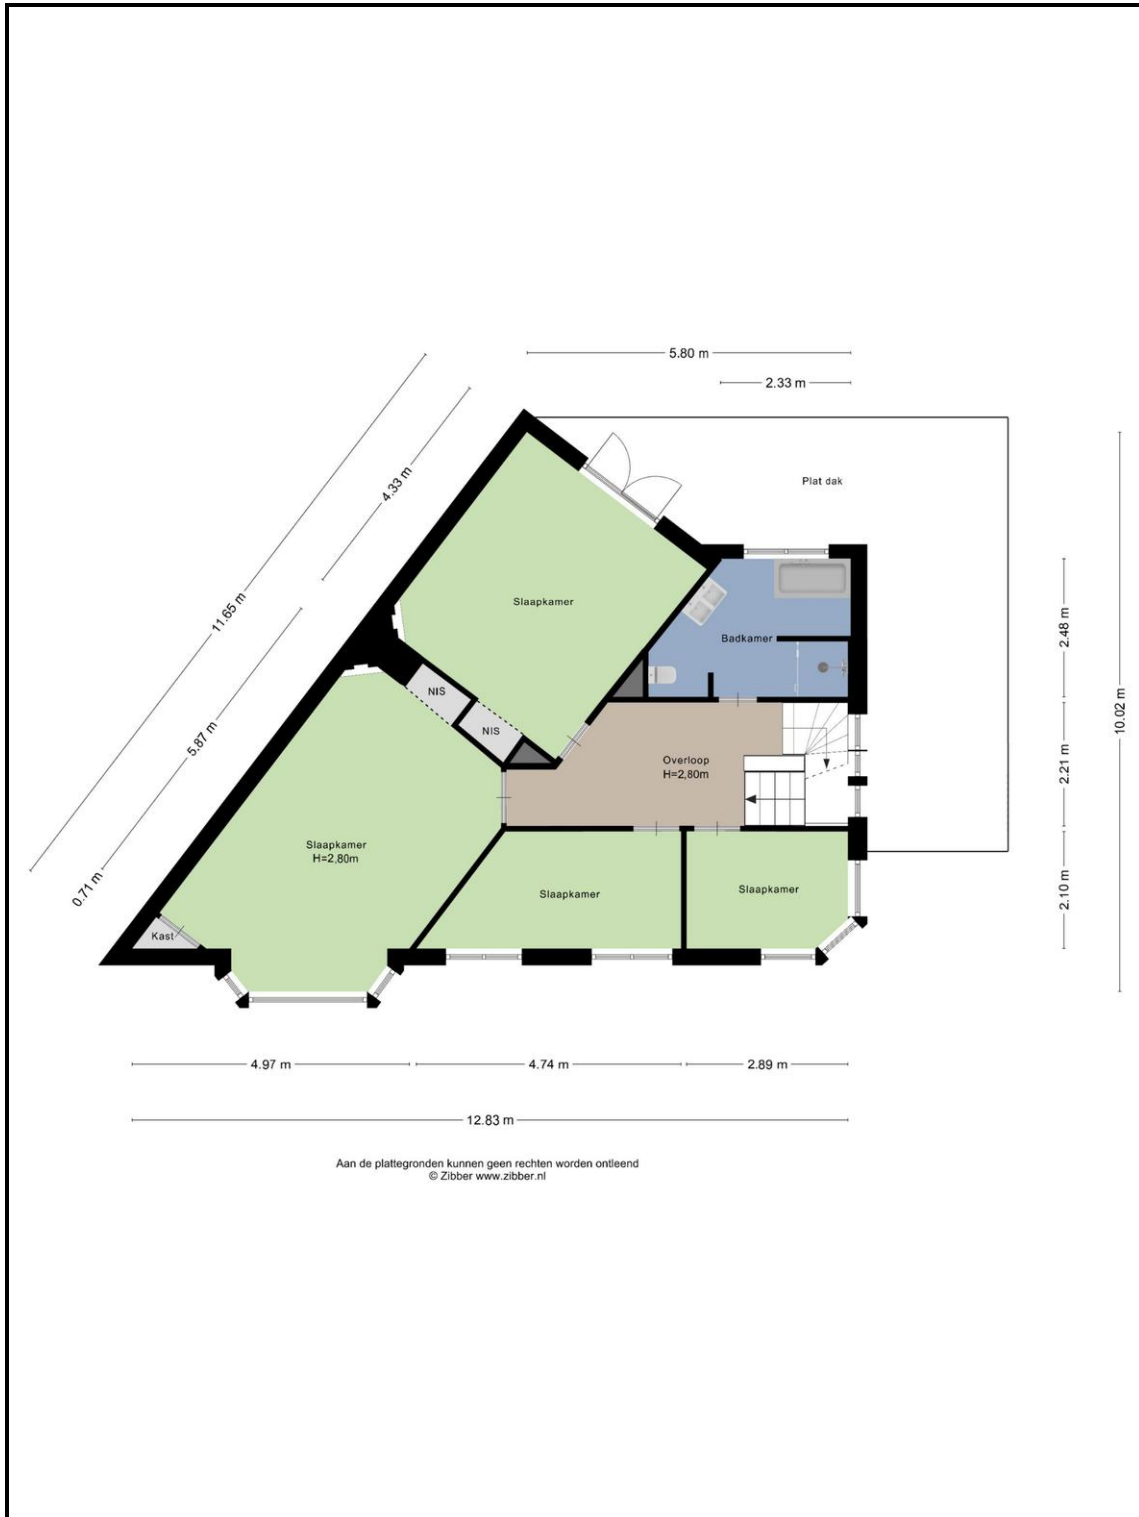 5.80 m
2.33 m
4.33 m
11.65 m
5.87 m
0.71 m
Plat dak
Slaapkamer
Badkamer
NIS
NIS
Overloop
H=2,80m
Slaapkamer
H=2,80m
Slaapkamer
Slaapkamer
Kast
2.48 m
2.21 m
2.10 m
10.02 m
4.97 m
4.74 m
2.89 m
12.83 m
Aan de plattegronden kunnen geen rechten worden ontleend
© Zibber www.zibber.nl